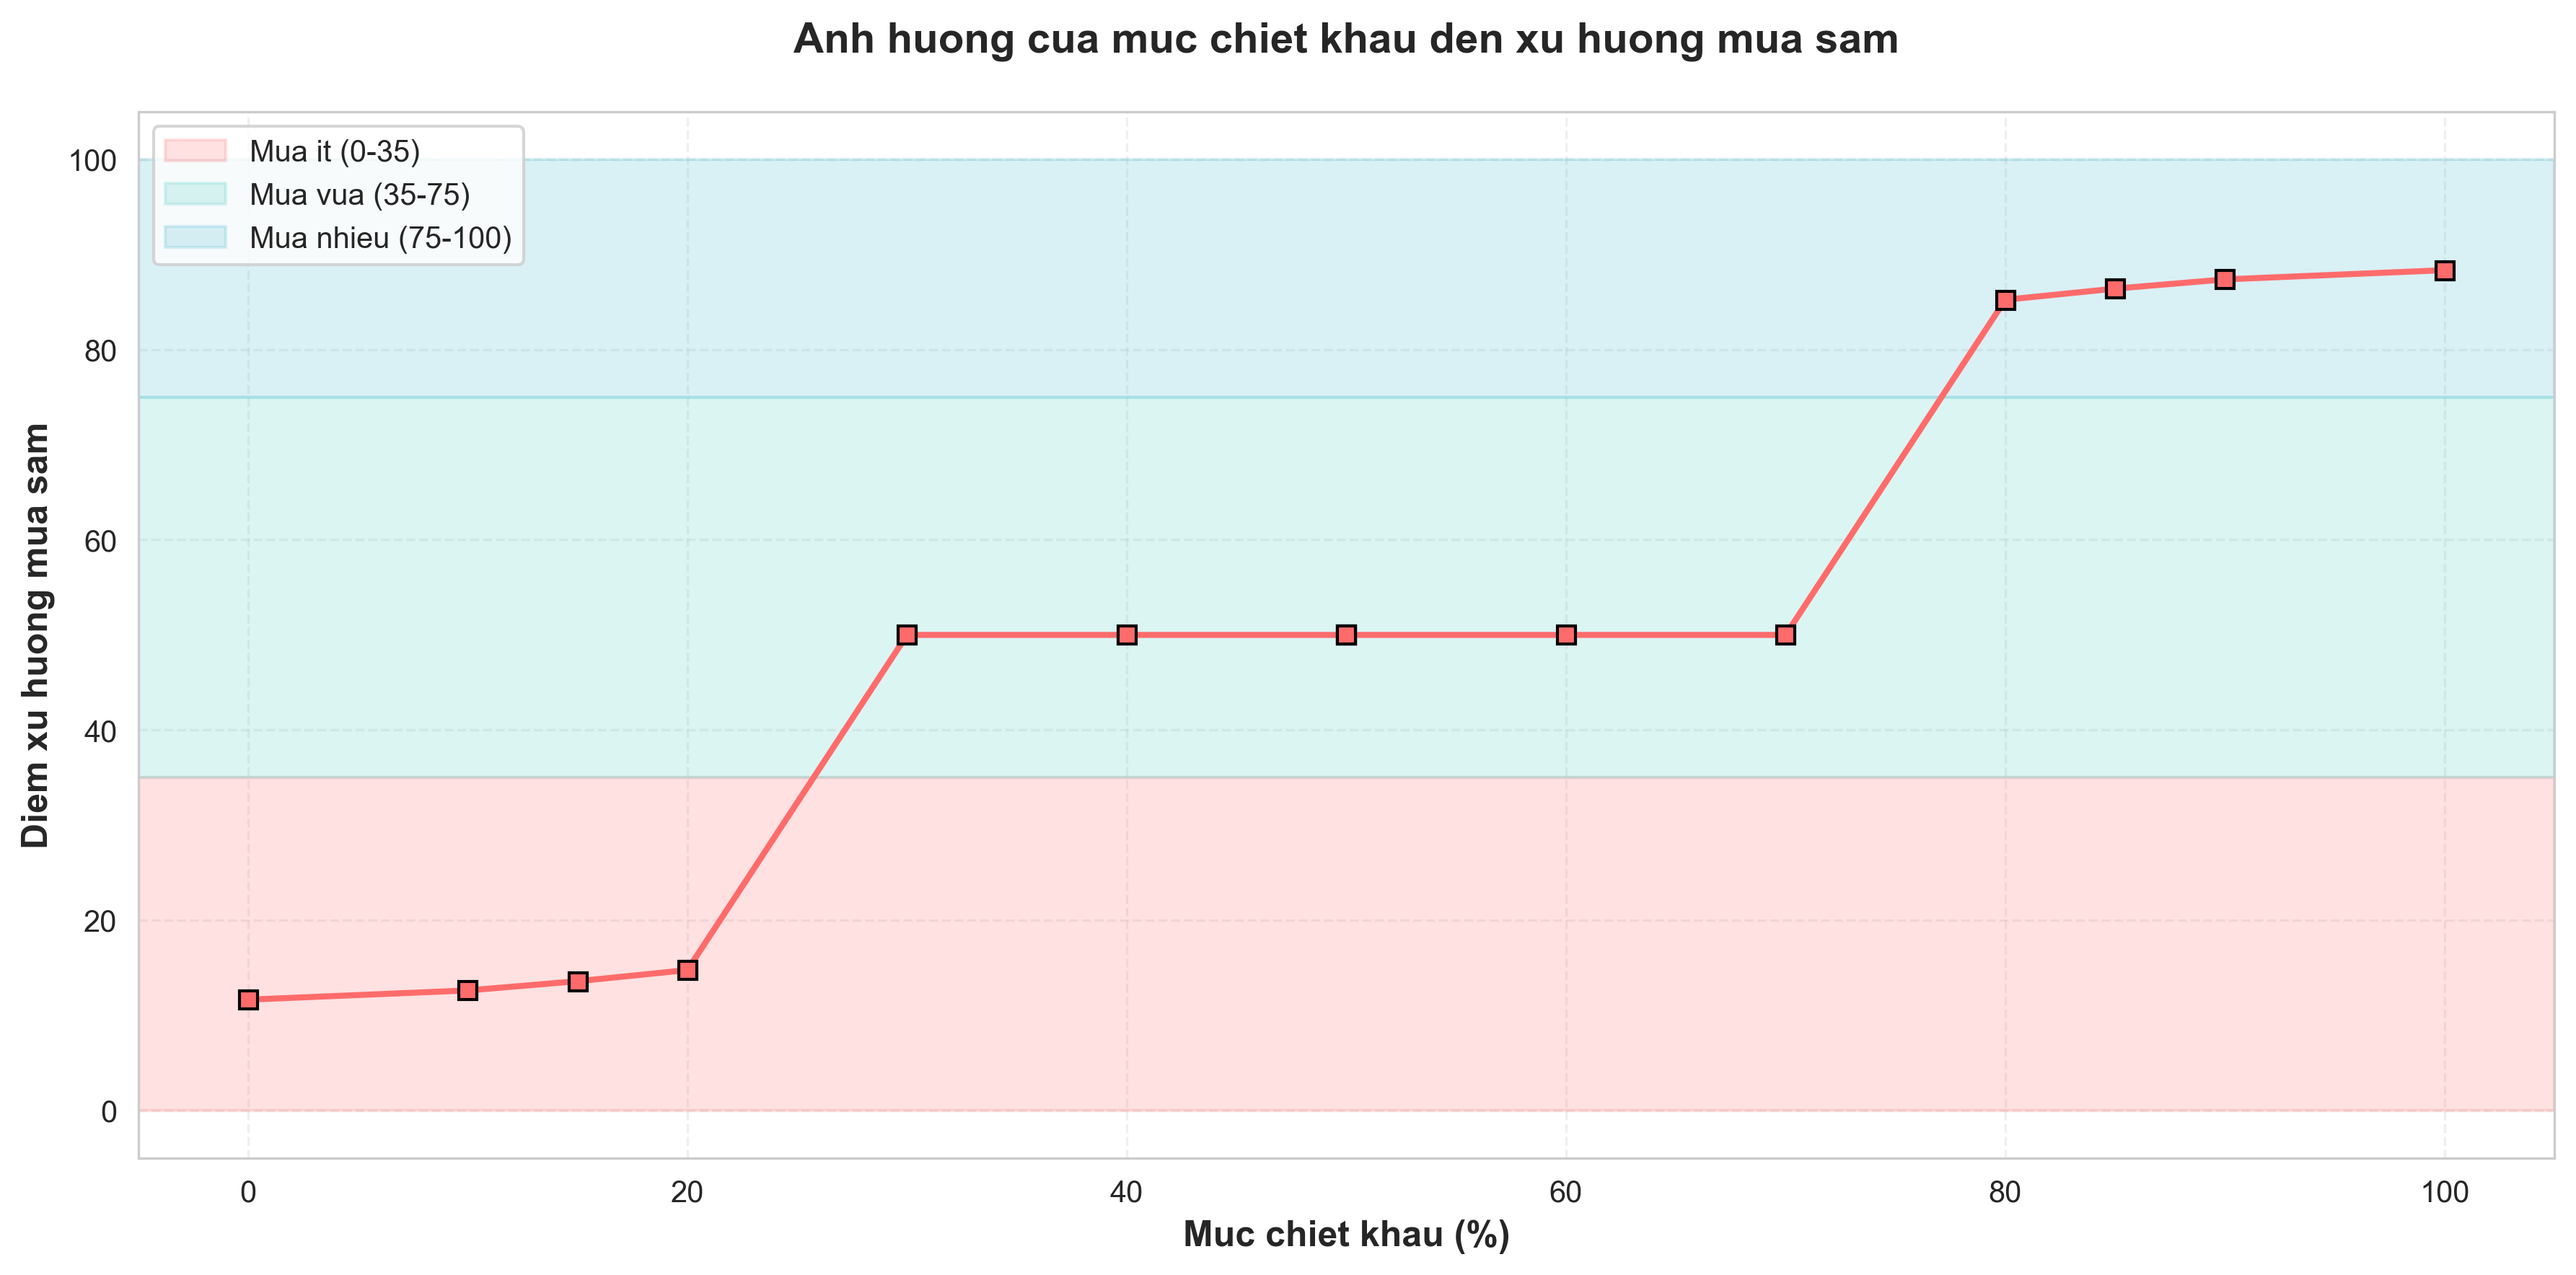 Anh huong cua muc chiet khau den xu huong mua sam
Mua it (0-35)
Mua vua (35-75)
Mua nhieu (75-100)
Diem xu huong mua sam
100
80
60
40
20
0
0 20 40 60 80 100
Muc chiet khau (%)